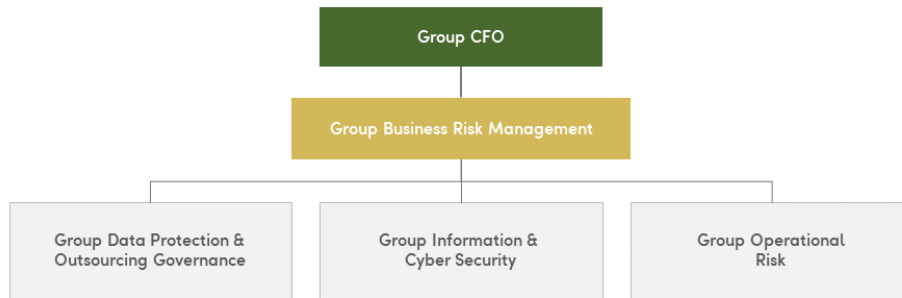 Group CFO
Group Business Risk Management
Group Data Protection &
Outsourcing Governance
Group Information &
Cyber Security
Group Operational
Risk